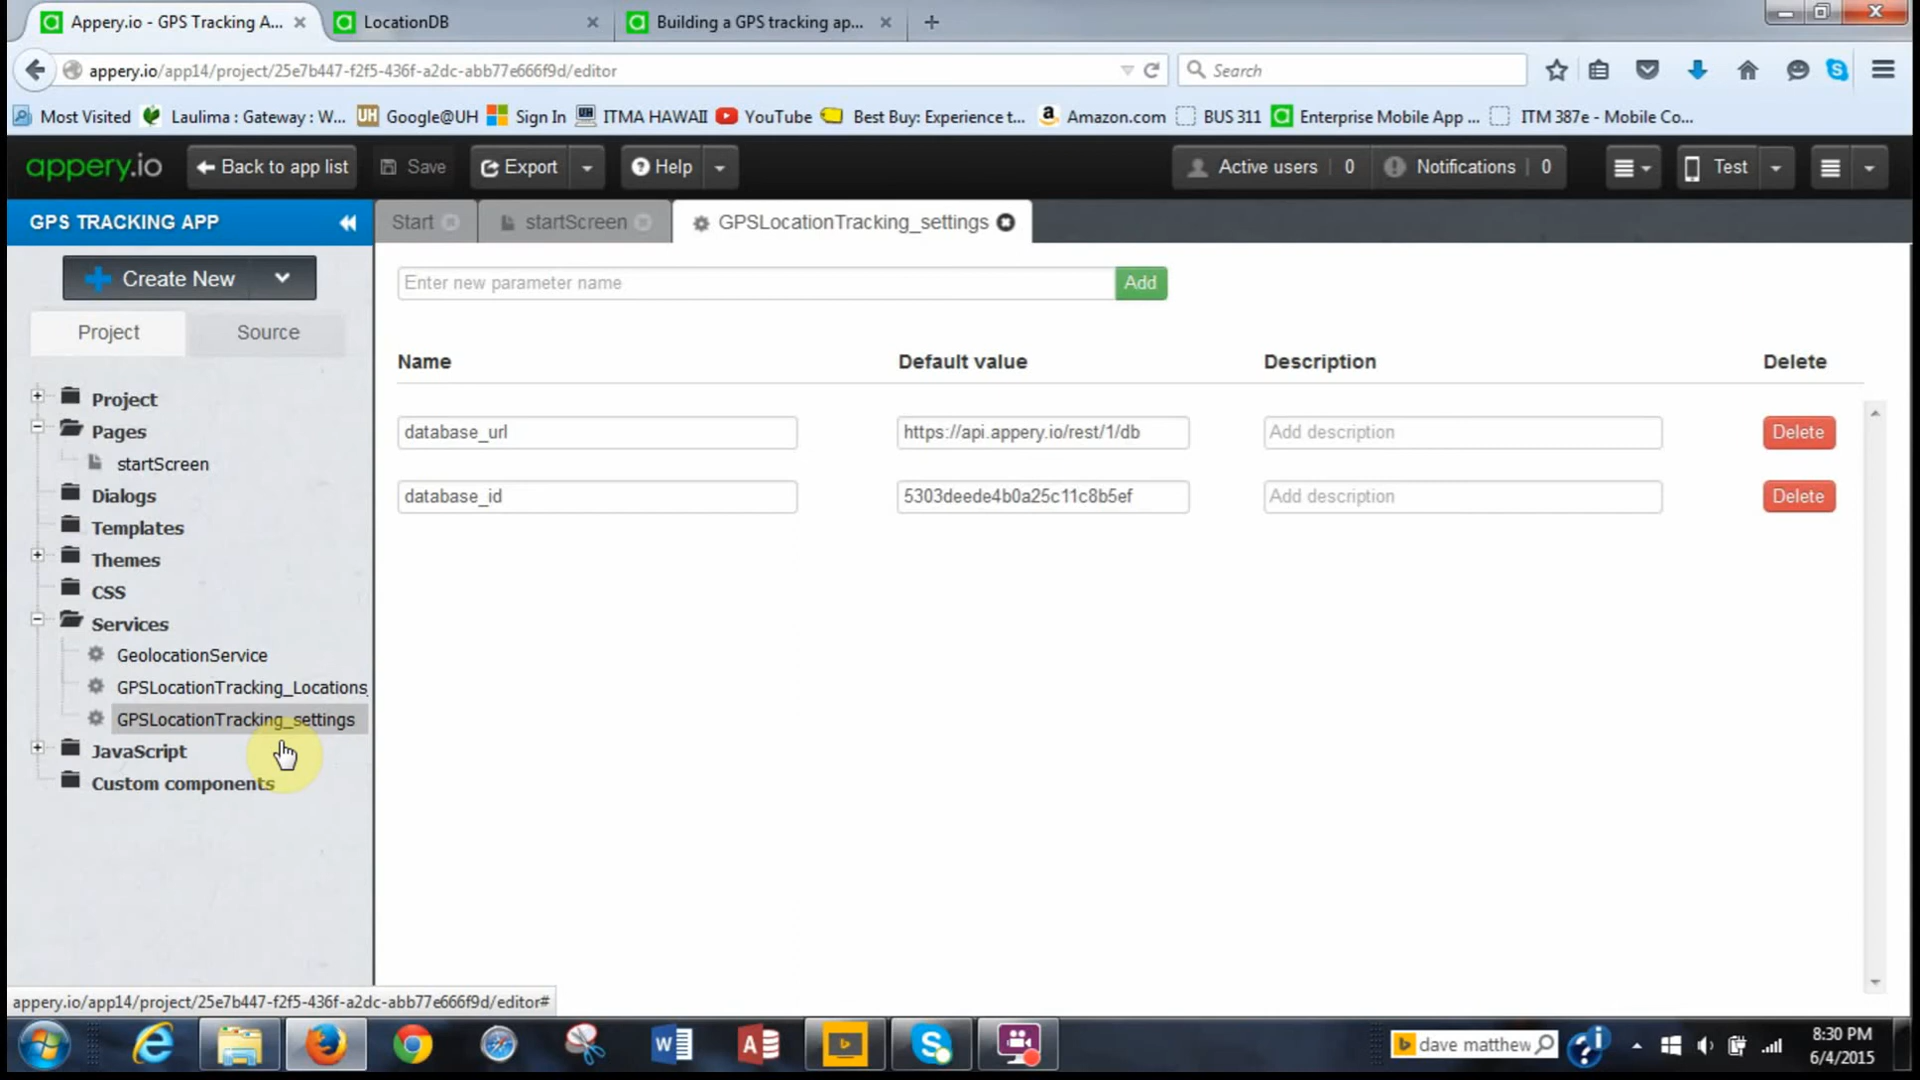 Appery.io - GPS Tracking A...
LocationDB
Building a GPS tracking ap...
appery.io/app14/project/25e7b447-f2f5-436f-a2dc-abb77e666f9d/editor
Search
Most Visited
Laulima : Gateway : W...
UH Google@UH
Sign In
ITMA HAWAII
YouTube
Best Buy: Experience t...
a Amazon.com
BUS 311
Enterprise Mobile App ...
ITM 387e - Mobile Co...
appery.io
Back to app list
Save
Export
Help
Active users 0
Notifications 0
Test
GPS TRACKING APP
Start
startScreen
GPSLocationTracking_settings
Create New
Enter new parameter name
Add
Project
Source
Name
Default value
Description
Delete
Project
Pages
startScreen
Dialogs
Templates
Themes
CSS
Services
GeolocationService
GPSLocationTracking_Locations_
GPSLocationTracking_settings
JavaScript
Custom components
database_url
https://api.appery.io/rest/1/db
Add description
Delete
database_id
5303deede4b0a25c11c8b5ef
Add description
Delete
appery.io/app14/project/25e7b447-f2f5-436f-a2dc-abb77e666f9d/editor#
dave matthew
8:30 PM
6/4/2015